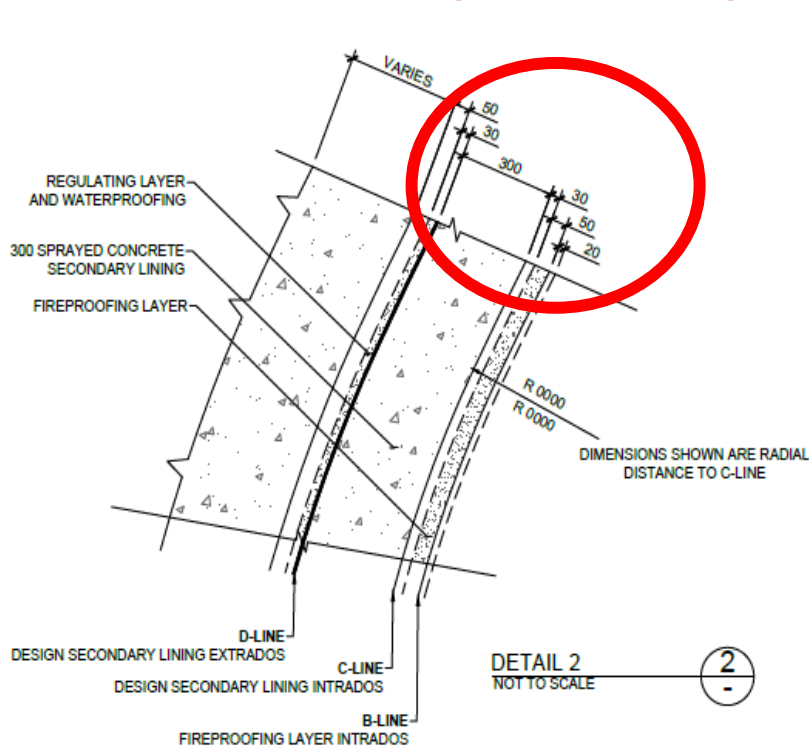 VARIES
50
30
300
30
50
20
REGULATING LAYER
AND WATERPROOFING
300 SPRAYED CONCRETE
SECONDARY LINING
FIREPROOFING LAYER
R 0000
R 0000
DIMENSIONS SHOWN ARE RADIAL
DISTANCE TO C-LINE
D-LINE
DESIGN SECONDARY LINING EXTRADOS
C-LINE
DESIGN SECONDARY LINING INTRADOS
B-LINE
FIREPROOFING LAYER INTRADOS
DETAIL 2
NOT TO SCALE
2
-